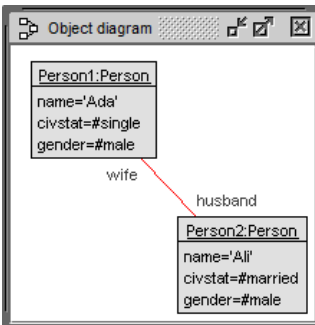 Object diagram
Person1:Person
name='Ada'
civstat=#single
gender=#male
wife
husband
Person2:Person
name='Ali'
civstat=#married
gender=#male